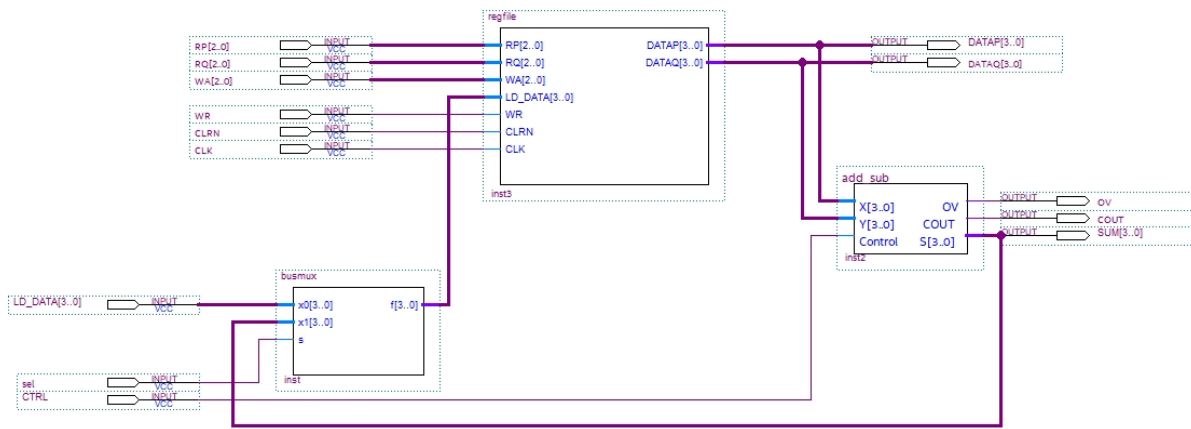 regfile
RP[2..0] INPUT VCC RP[2..0] DATAP[3..0] OUTPUT DATAP[3..0]
RQ[2..0] INPUT VCC RQ[2..0] DATAQ[3..0] OUTPUT DATAQ[3..0]
WA[2..0] INPUT VCC WA[2..0]
LD_DATA[3..0]
WR INPUT VCC WR
CLRN INPUT VCC CLRN
CLK INPUT VCC CLK
inst3
add_sub
X[3..0] OV OUTPUT OV
Y[3..0] COUT OUTPUT COUT
Control S[3..0] OUTPUT SUM[3..0]
inst2
busmux
LD_DATA[3..0] INPUT VCC x0[3..0] f[3..0]
x1[3..0]
s
inst
sel INPUT VCC
CTRL INPUT VCC